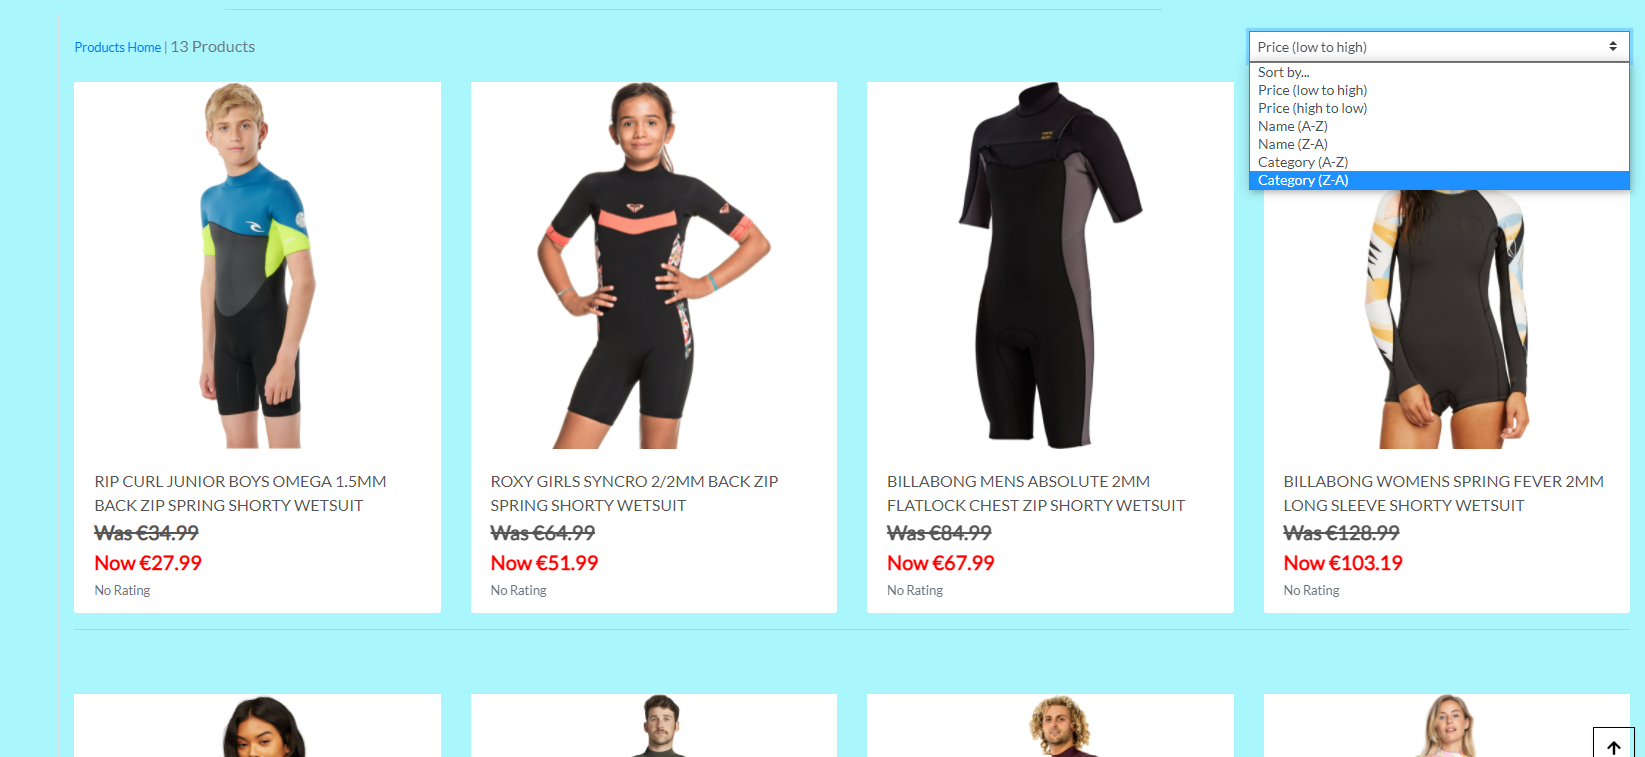 Products Home | 13 Products
Price (low to high)
Sort by...
Price (low to high)
Price (high to low)
Name (A-Z)
Name (Z-A)
Category (A-Z)
Category (Z-A)
RIP CURL JUNIOR BOYS OMEGA 1.5MM
BACK ZIP SPRING SHORTY WETSUIT
Was €34.99
Now €27.99
No Rating
ROXY GIRLS SYNCRO 2/2MM BACK ZIP
SPRING SHORTY WETSUIT
Was €64.99
Now €51.99
No Rating
BILLABONG MENS ABSOLUTE 2MM
FLATLOCK CHEST ZIP SHORTY WETSUIT
Was €84.99
Now €67.99
No Rating
BILLABONG WOMENS SPRING FEVER 2MM
LONG SLEEVE SHORTY WETSUIT
Was €128.99
Now €103.19
No Rating